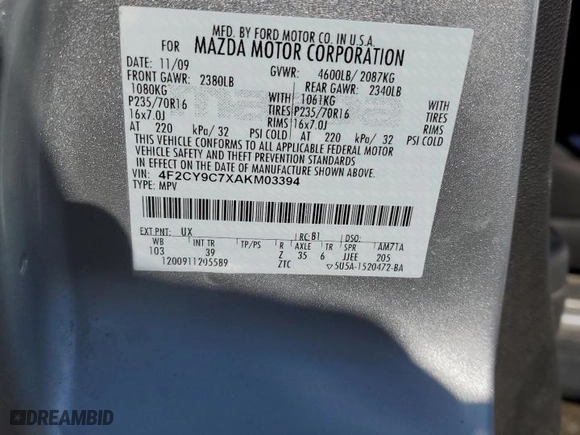 MFD. BY FORD MOTOR CO. IN U.S.A.
FOR MAZDA MOTOR CORPORATION
DATE: 11/09 GVWR: 4600LB/ 2087KG
FRONT GAWR: 2380LB REAR GAWR: 2340LB
1080KG WITH 1061KG WITH
P235/70R16 TIRES P235/70R16 TIRES
16x7.0J RIMS 16x7.0J RIMS
AT 220 kPa/ 32 PSI COLD AT 220 kPa/ 32 PSI COLD
THIS VEHICLE CONFORMS TO ALL APPLICABLE FEDERAL MOTOR
VEHICLE SAFETY AND THEFT PREVENTION STANDARDS
IN EFFECT ON THE DATE OF MANUFACTURE SHOWN ABOVE.
VIN: 4F2CY9C7XAKM03394
TYPE: MPV
EXT PNT: UX RC: B1 DSO:
WB INT TR TP/PS R AXLE TR SPR AM71A
103 39 Z 35 6 JJEE 205
1200911205589 ZTC 5U5A-1520472-BA
DREAMBID